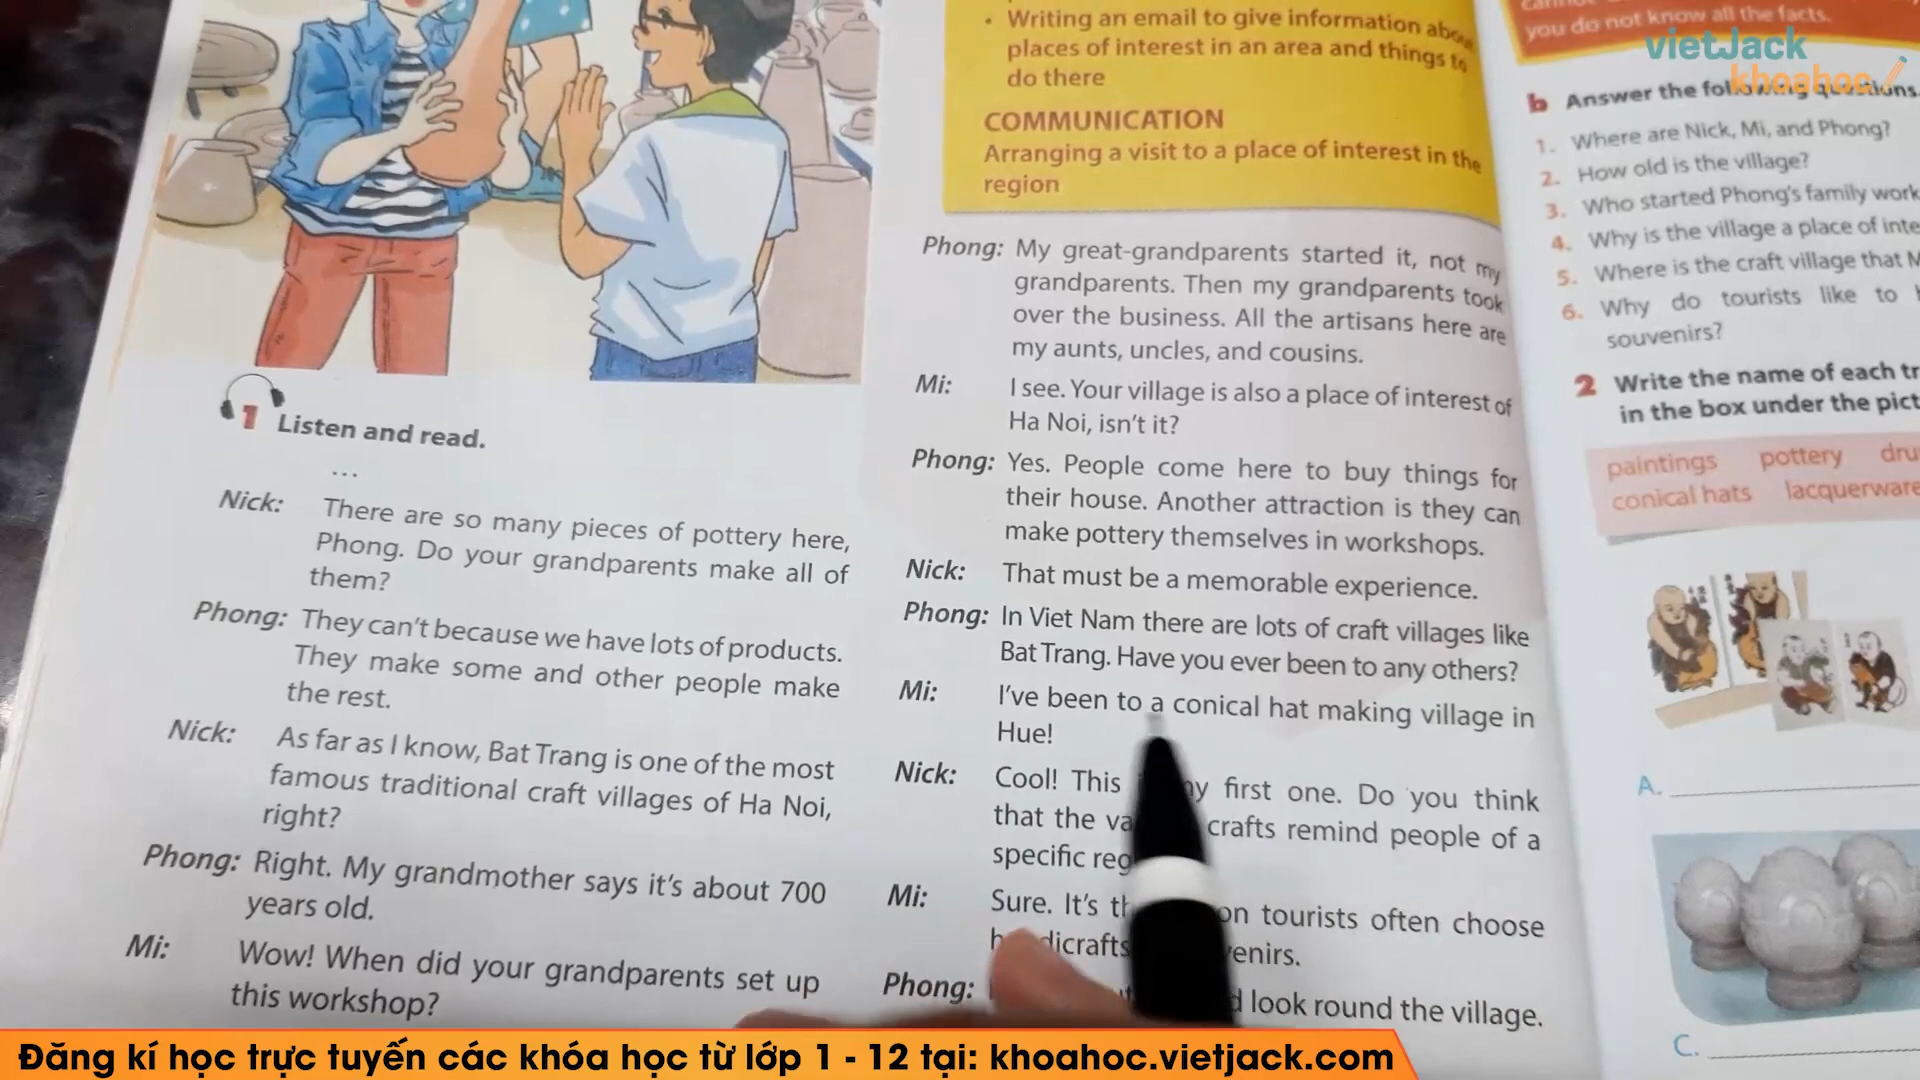 • Writing an email to give information
places of interest in an area and things to
do there
COMMUNICATION
Arranging a visit to a place of interest in the
region
1 Listen and read.
...
Nick: There are so many pieces of pottery here,
Phong. Do your grandparents make all of
them?
Phong: They can't because we have lots of products.
They make some and other people make
the rest.
Nick: As far as I know, Bat Trang is one of the most
famous traditional craft villages of Ha Noi,
right?
Phong: Right. My grandmother says it's about 700
years old.
Mi: Wow! When did your grandparents set up
this workshop?
Phong: My great-grandparents started it, not my
grandparents. Then my grandparents took
over the business. All the artisans here are
my aunts, uncles, and cousins.
Mi: I see. Your village is also a place of interest of
Ha Noi, isn't it?
Phong: Yes. People come here to buy things for
their house. Another attraction is they can
make pottery themselves in workshops.
Nick: That must be a memorable experience.
Phong: In Viet Nam there are lots of craft villages like
Bat Trang. Have you ever been to any others?
Mi: I've been to a conical hat making village in
Hue!
Nick: Cool! This first one. Do you think
that the crafts remind people of a
specific
Mi: Sure. It's tourists often choose
Phong: look round the village.
you do not know all the facts.
vietJack
khoahoc
b Answer the following questions.
1. Where are Nick, Mi, and Phong?
2. How old is the village?
3. Who started Phong's family work
4. Why is the village a place of
5. Where is the craft village that
6. Why do tourists like to
souvenirs?
2 Write the name of each
in the box under the
paintings pottery
conical hats lacquerware
A.
C.
Đăng kí học trực tuyến các khóa học từ lớp 1 - 12 tại: khoahoc.vietjack.com